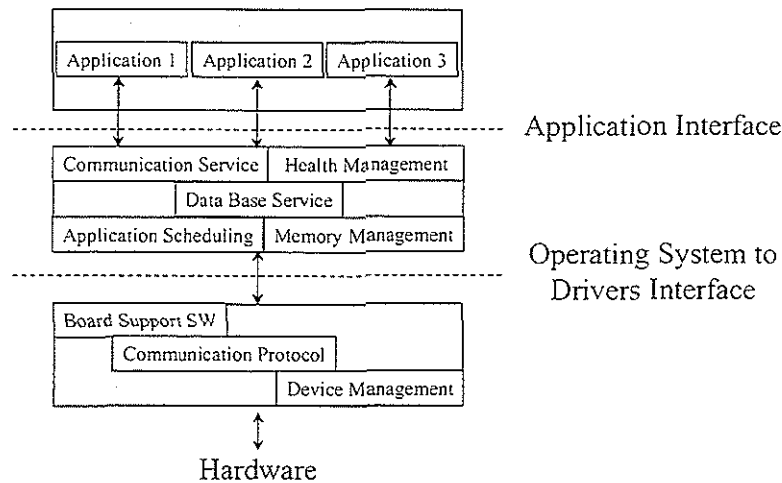 Application 1 Application 2 Application 3
Application Interface
Communication Service Health Management
Data Base Service
Application Scheduling Memory Management
Operating System to
Drivers Interface
Board Support SW
Communication Protocol
Device Management
Hardware